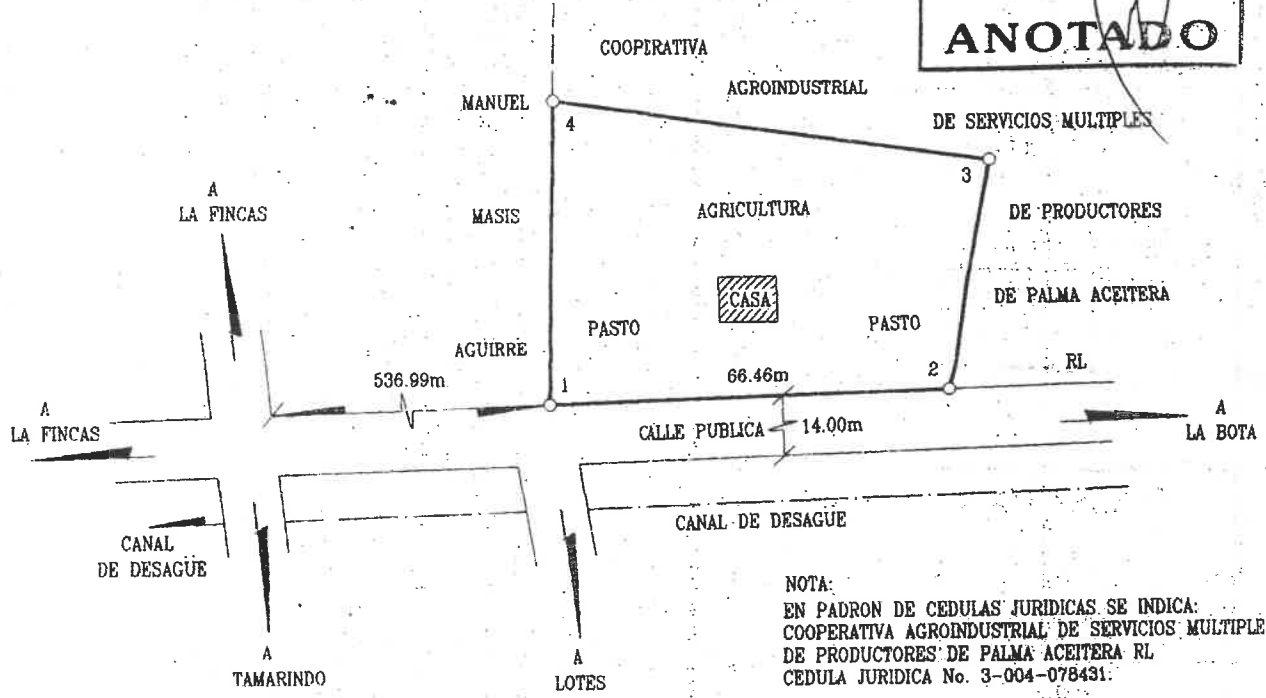 ANOTADO
COOPERATIVA
AGROINDUSTRIAL
MANUEL
4
DE SERVICIOS MULTIPLES
3
A
LA FINCAS
MASIS
AGRICULTURA
DE PRODUCTORES
CASA
DE PALMA ACEITERA
PASTO
PASTO
AGUIRRE
RL
536.99m
1
66.46m
2
A
LA FINCAS
CALLE PUBLICA
14.00m
A
LA BOTA
CANAL DE DESAGUE
CANAL
DE DESAGÜE
NOTA:
EN PADRON DE CEDULAS JURIDICAS SE INDICA:
COOPERATIVA AGROINDUSTRIAL DE SERVICIOS MULTIPLE
DE PRODUCTORES DE PALMA ACEITERA RL
CEDULA JURIDICA No. 3-004-078431.
A
TAMARINDO
A
LOTES